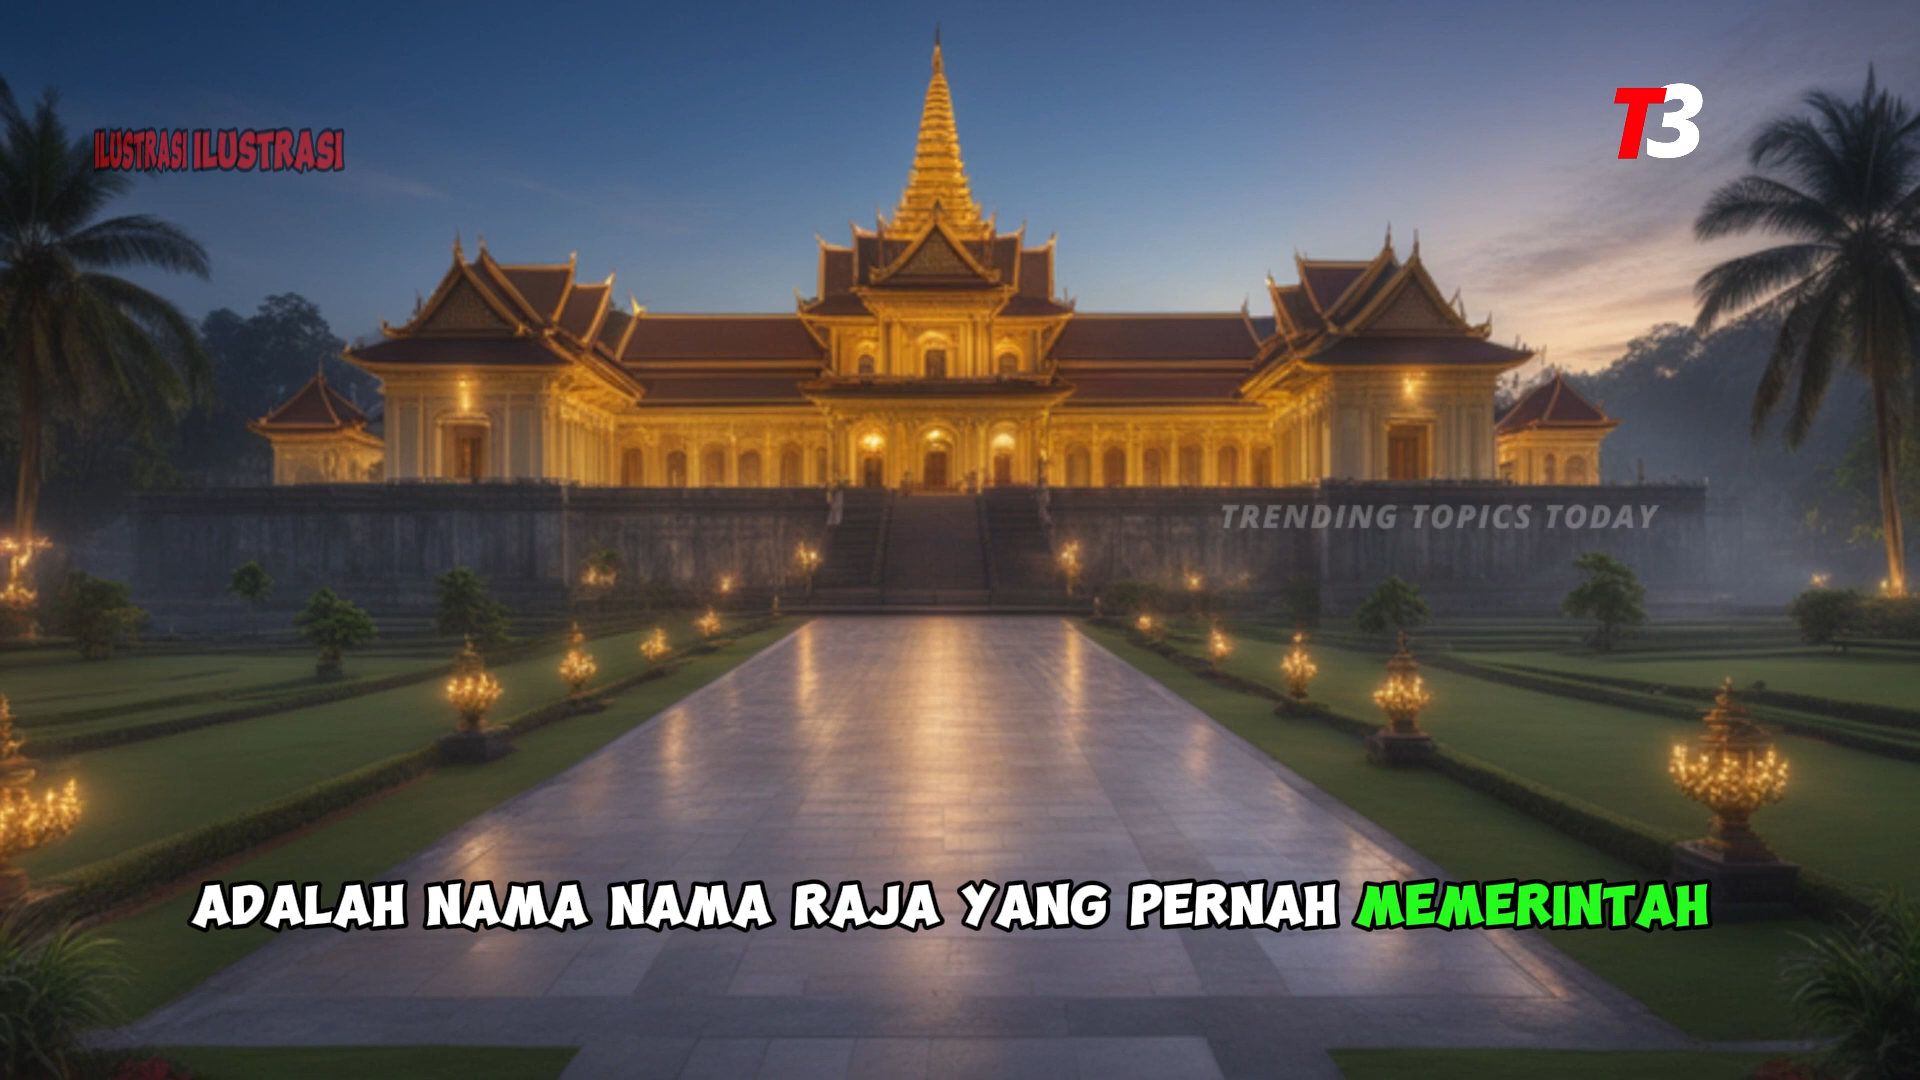 ILUSTRASI ILUSTRASI
T3
TRENDING TOPICS TODAY
ADALAH NAMA NAMA RAJA YANG PERNAH MEMERINTAH